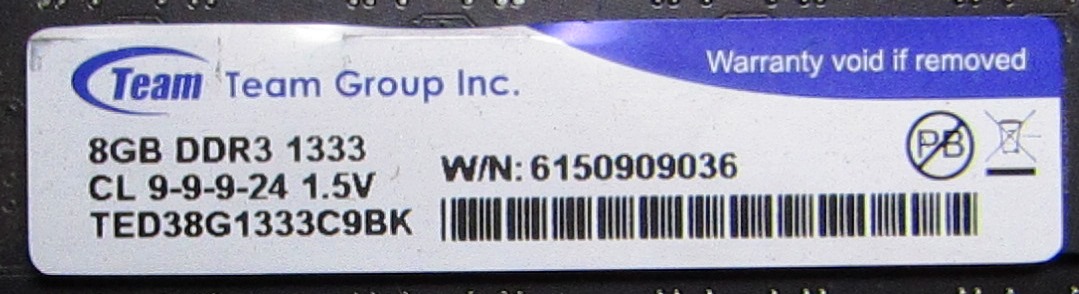 Warranty void if removed
Team Team Group Inc.
8GB DDR3 1333
CL 9-9-9-24 1.5V
TED38G1333C9BK
W/N: 6150909036
PB